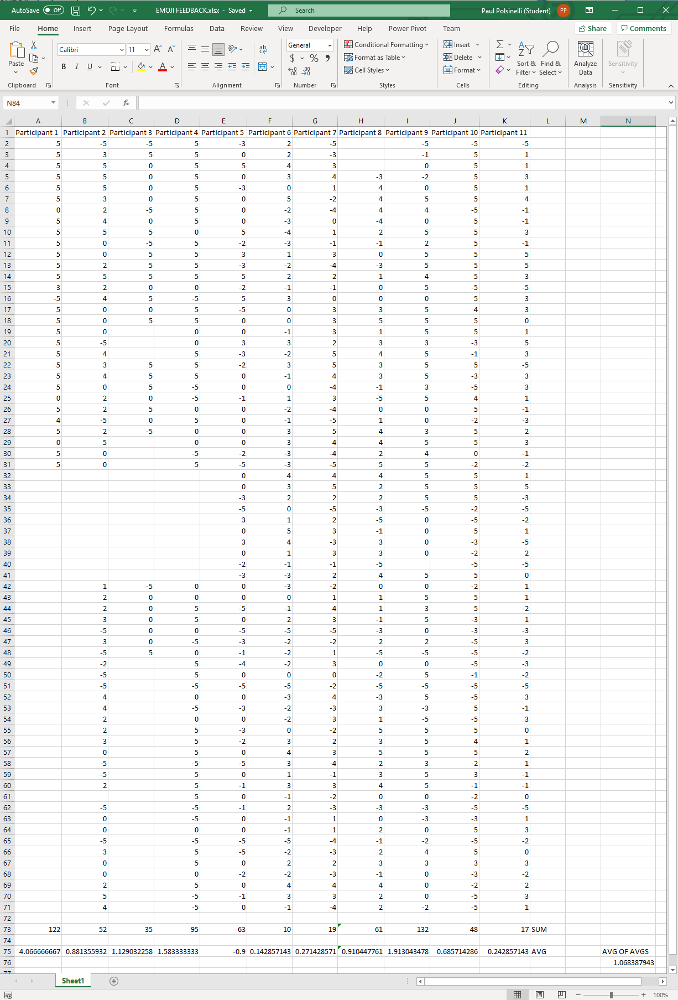 AutoSave Off EMOJI FEEDBACK.xlsx - Saved Search Paul Polsinelli (Student) PP
File Home Insert Page Layout Formulas Data Review View Developer Help Power Pivot Team Share Comments
Paste Calibri 11 General Conditional Formatting Format as Table Cell Styles Insert Delete Format Sort & Filter Find & Select Analyze Data Sensitivity
Clipboard Font Alignment Number Styles Cells Editing Analysis Sensitivity
N84 fx
A B C D E F G H I J K L M N
1 Participant 1 Participant 2 Participant 3 Participant 4 Participant 5 Participant 6 Participant 7 Participant 8 Participant 9 Participant 10 Participant 11
2 5 -5 -5 5 -3 2 -5 -5 -5 -5
3 5 3 5 5 0 2 -3 -1 5 1
4 5 5 0 5 5 4 3 0 5 1
5 5 5 0 5 0 3 4 -3 -2 5 3
6 5 5 0 5 -3 0 1 4 0 5 1
7 5 3 0 5 0 5 -2 4 5 5 4
8 0 2 -5 5 0 -2 -4 4 4 -5 -1
9 5 4 0 5 0 -3 0 -4 0 5 -1
10 5 5 5 0 5 -4 1 2 5 5 3
11 5 0 -5 5 -2 -3 -1 -1 2 5 -1
12 5 0 5 5 3 1 3 0 5 5 5
13 5 2 5 5 -3 -2 -4 -3 5 5 5
14 5 5 5 5 5 2 2 1 4 5 3
15 3 2 0 0 -2 -1 -1 0 5 -5 -5
16 -5 4 5 -5 5 3 0 0 0 5 3
17 5 0 0 5 -5 0 3 3 5 4 3
18 5 0 5 5 0 0 3 5 5 5 0
19 5 0 0 0 -1 3 1 5 5 1
20 5 -5 0 3 3 2 3 3 -3 5
21 5 4 5 -3 -2 5 4 5 -1 3
22 5 3 5 5 -2 3 5 3 5 5 -5
23 5 4 5 5 0 -1 4 3 5 -3 3
24 5 0 5 -5 0 0 -4 -1 3 -5 3
25 0 2 0 -5 -1 1 3 -5 5 4 1
26 5 2 5 0 0 -2 -4 0 0 5 -1
27 4 -5 0 5 0 -1 -5 1 0 -2 -3
28 5 2 -5 0 0 3 5 4 3 5 2
29 0 5 0 0 3 4 4 5 5 3
30 5 0 -5 -2 -3 -4 2 4 0 -1
31 5 0 5 -5 -3 -5 5 5 -2 -2
32 0 4 4 4 5 5 1
33 0 3 5 2 5 5 5
34 -3 2 2 2 5 5 -3
35 -5 0 -5 -3 -5 -2 -5
36 3 1 2 -5 0 -5 -2
37 0 5 3 -1 0 5 1
38 3 4 -3 3 0 -3 -5
39 0 1 3 3 0 -2 2
40 -2 -1 -1 -5 -5 -5
41 -3 -3 2 4 5 5 0
42 1 -5 0 0 -3 -2 0 0 -2 1
43 2 0 0 0 0 1 1 5 5 1
44 2 0 5 -5 -1 4 1 3 5 -2
45 3 0 5 0 2 3 -1 5 -3 1
46 -5 0 0 -5 -5 -5 -3 0 -3 -3
47 3 0 -5 -3 -2 -2 2 2 -5 3
48 -5 5 0 -1 -2 1 -5 -5 -5 -2
49 -2 5 -4 -2 3 0 0 -5 -3
50 -5 5 0 0 0 -2 5 -1 -2
51 -5 -5 -5 -5 -2 -5 -5 -5 -5
52 4 0 0 -3 4 -3 5 -5 3
53 4 -5 -3 -2 -3 3 -3 5 -1
54 2 0 0 -2 3 1 -5 -5 3
55 2 5 -3 0 -2 5 5 5 0
56 3 5 -2 3 2 3 5 4 1
57 0 5 0 4 3 5 5 5 2
58 -5 -5 -5 3 -4 2 3 -2 1
59 -5 5 0 1 -1 3 5 3 -1
60 2 5 -1 3 3 4 5 -1 -1
61 5 0 -1 -2 0 0 -2 0
62 -5 -5 -1 2 -3 -3 -3 -5 -5
63 0 -5 0 -1 1 0 -3 -3 1
64 0 0 0 -1 1 2 0 5 3
65 -5 -5 -5 -5 -4 -1 -2 -5 -2
66 3 5 -5 -2 -3 2 4 5 0
67 0 5 0 2 2 3 3 3 3
68 0 0 -2 -2 -3 -1 0 -3 -2
69 2 5 0 4 4 4 0 -2 2
70 5 -5 -1 3 3 2 0 -5 3
71 4 -5 0 -1 -4 2 -2 -5 1
72
73 122 52 35 95 -63 10 19 61 132 48 17 SUM
74
75 4.066666667 0.881355932 1.129032258 1.583333333 -0.9 0.142857143 0.271428571 0.910447761 1.913043478 0.685714286 0.242857143 AVG AVG OF AVGS
76 1.068387943
77
Sheet1
100%